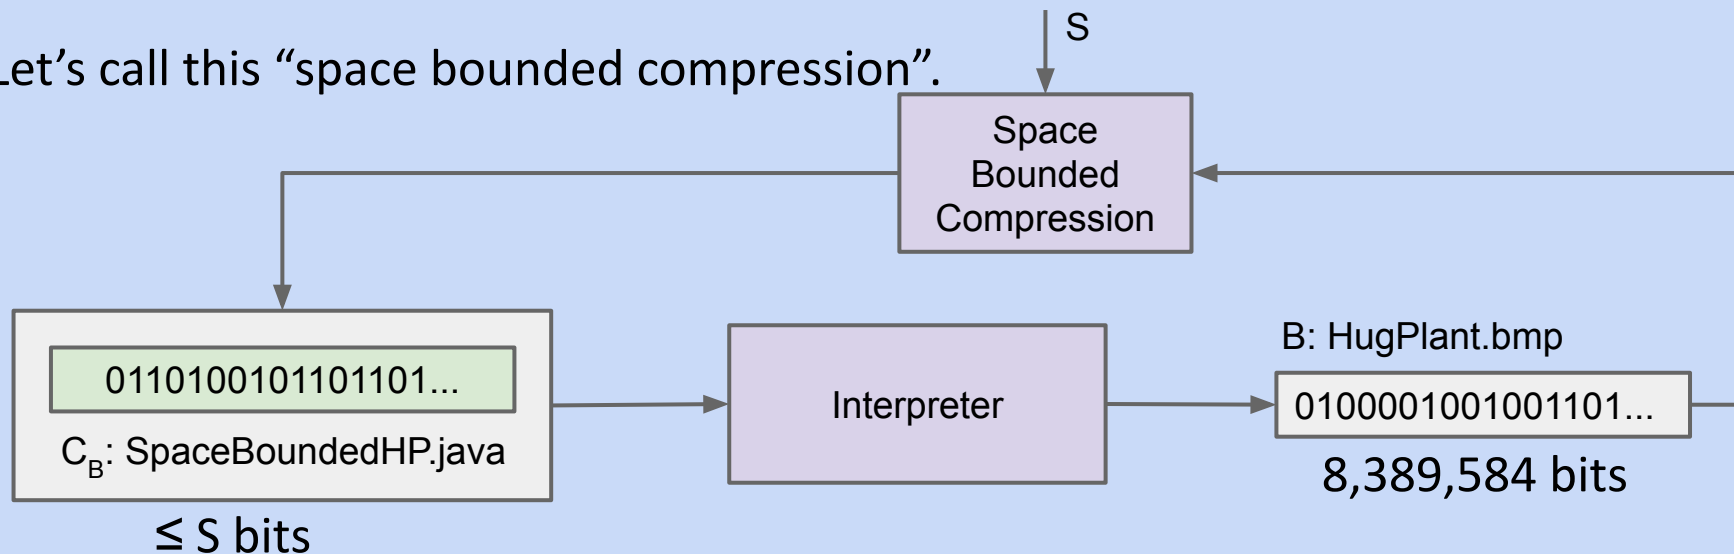 Let’s call this “space bounded compression”.
S
Space
Bounded
Compression
0110100101101101...
C_B: SpaceBoundedHP.java
≤ S bits
Interpreter
B: HugPlant.bmp
0100001001001101...
8,389,584 bits